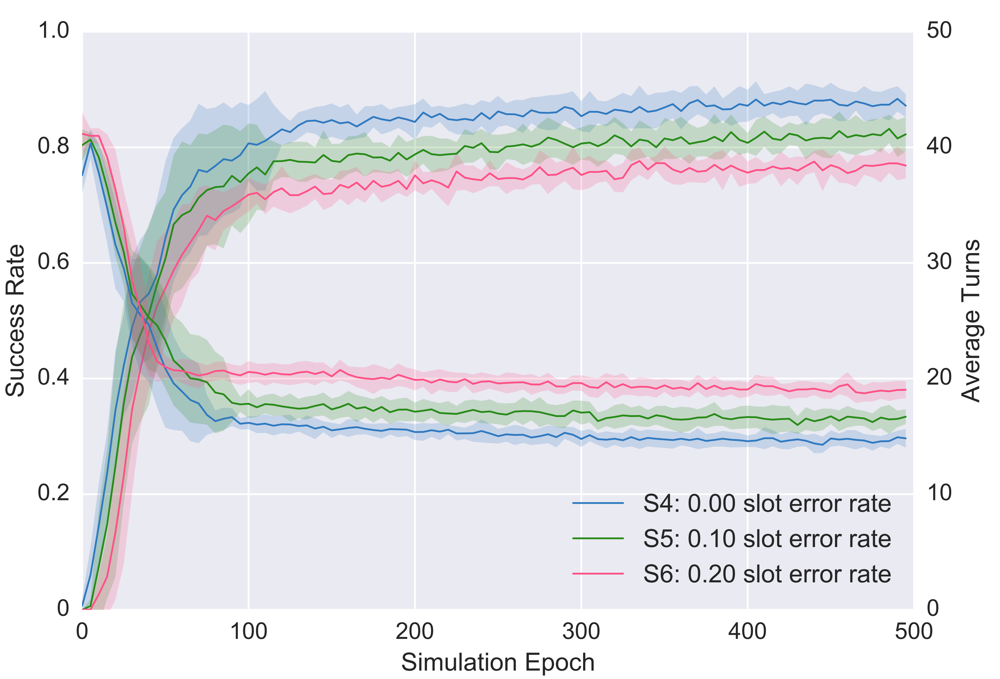 1.0
0.8
0.6
0.4
0.2
0
Success Rate
50
40
30
20
10
0
Average Turns
S4: 0.00 slot error rate
S5: 0.10 slot error rate
S6: 0.20 slot error rate
0 100 200 300 400 500
Simulation Epoch